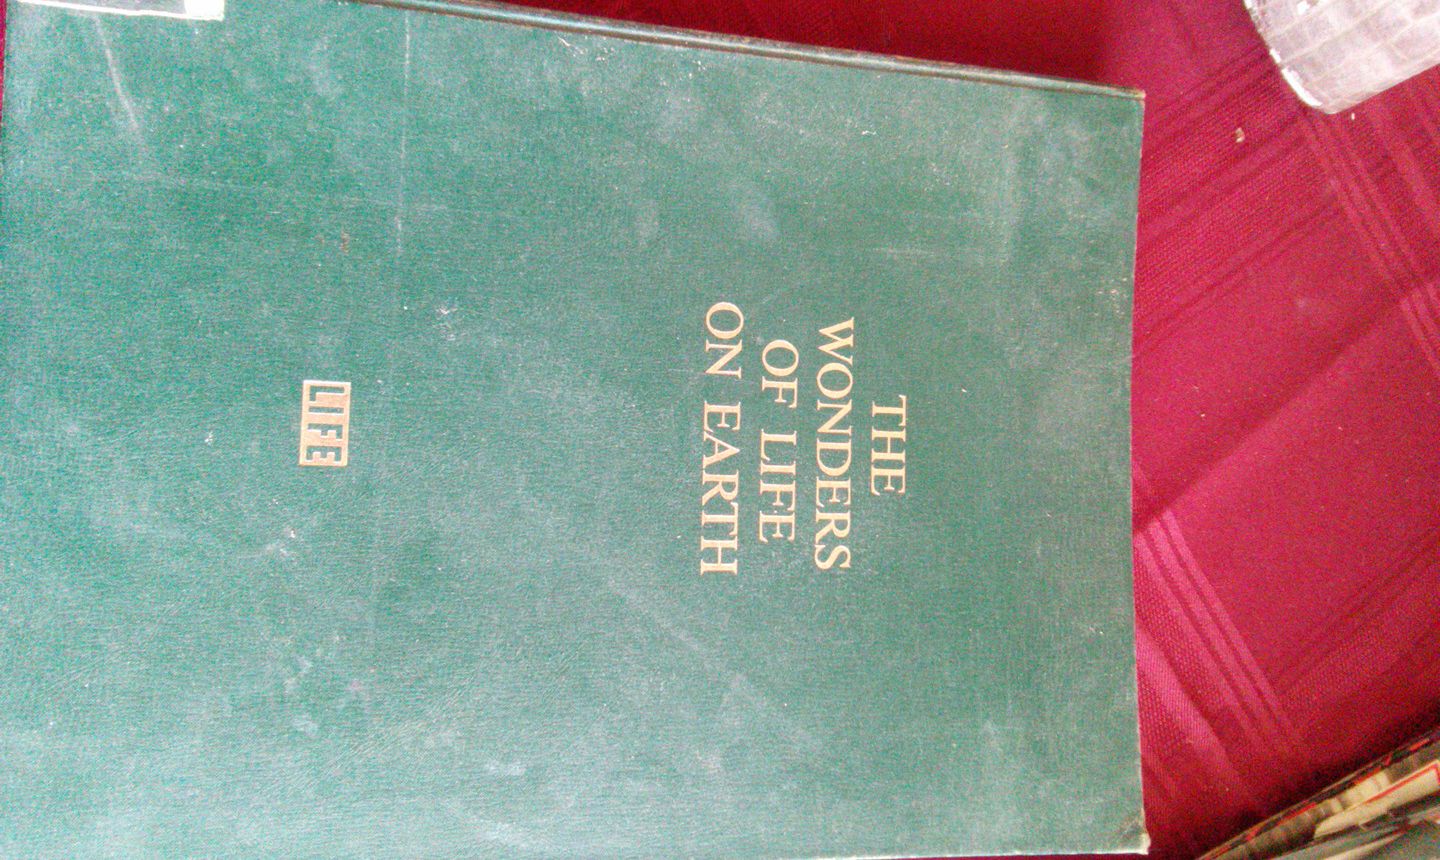 THE
WONDERS
OF LIFE
ON EARTH
LIFE